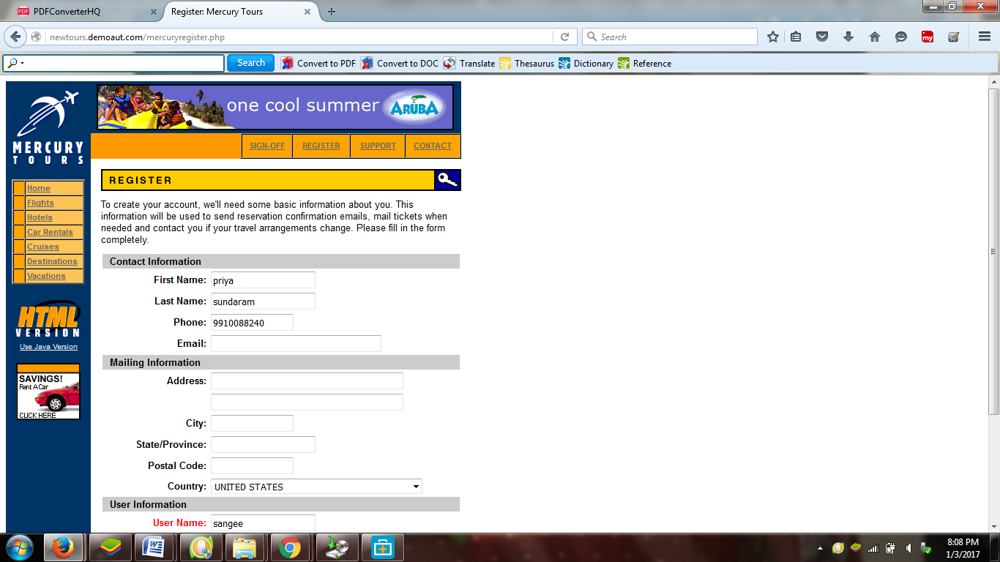 PDFConverterHQ
Register: Mercury Tours
newtours.demoaut.com/mercuryregister.php
Search
my
Search
Convert to PDF
Convert to DOC
Translate
Thesaurus
Dictionary
Reference
MERCURY
TOURS
one cool summer
ARUBA
SIGN-OFF
REGISTER
SUPPORT
CONTACT
Home
Flights
Hotels
Car Rentals
Cruises
Destinations
Vacations
HTML
VERSION
Use Java Version
SAVINGS!
Rent A Car
CLICK HERE
REGISTER
To create your account, we'll need some basic information about you. This
information will be used to send reservation confirmation emails, mail tickets when
needed and contact you if your travel arrangements change. Please fill in the form
completely.
Contact Information
First Name: priya
Last Name: sundaram
Phone: 9910088240
Email:
Mailing Information
Address:
City:
State/Province:
Postal Code:
Country: UNITED STATES
User Information
User Name: sangee
8:08 PM
1/3/2017